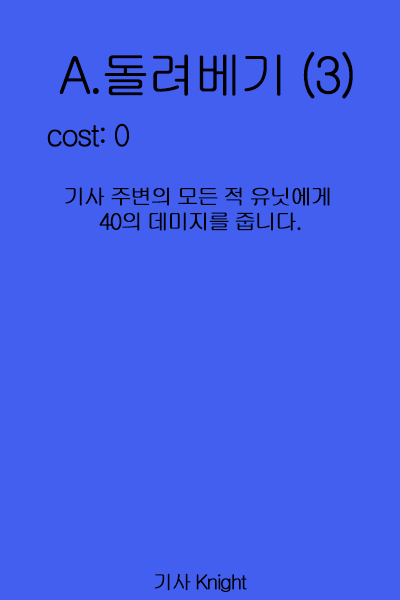 A.돌려베기 (3)
cost: 0
기사 주변의 모든 적 유닛에게
40의 데미지를 줍니다.
기사 Knight